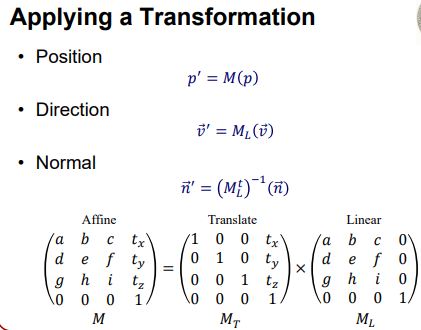 Applying a Transformation
• Position
p′ = M(p)
• Direction
v⃗′ = M_L(v⃗)
• Normal
n⃗′ = (M_L^t)^−1(n⃗)
Affine Translate Linear
(a b c t_x) (1 0 0 t_x) (a b c 0)
(d e f t_y) (0 1 0 t_y) (d e f 0)
(g h i t_z) = (0 0 1 t_z) × (g h i 0)
(0 0 0 1) (0 0 0 1) (0 0 0 1)
M M_T M_L